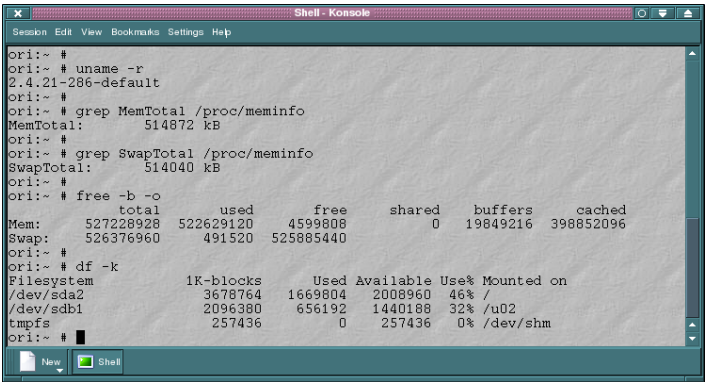 Shell - Konsole
Session Edit View Bookmarks Settings Help
ori:~ #
ori:~ # uname -r
2.4.21-286-default
ori:~ #
ori:~ # grep MemTotal /proc/meminfo
MemTotal:       514872 kB
ori:~ #
ori:~ # grep SwapTotal /proc/meminfo
SwapTotal:      514040 kB
ori:~ #
ori:~ # free -b -o
             total       used       free     shared    buffers     cached
Mem:     527228928  522629120    4599808          0   19849216  398852096
Swap:    526376960     491520  525885440
ori:~ #
ori:~ # df -k
Filesystem           1K-blocks      Used Available Use% Mounted on
/dev/sda2              3678764   1669804   2008960  46% /
/dev/sdb1              2096380    656192   1440188  32% /u02
tmpfs                   257436         0    257436   0% /dev/shm
ori:~ #
New Shell